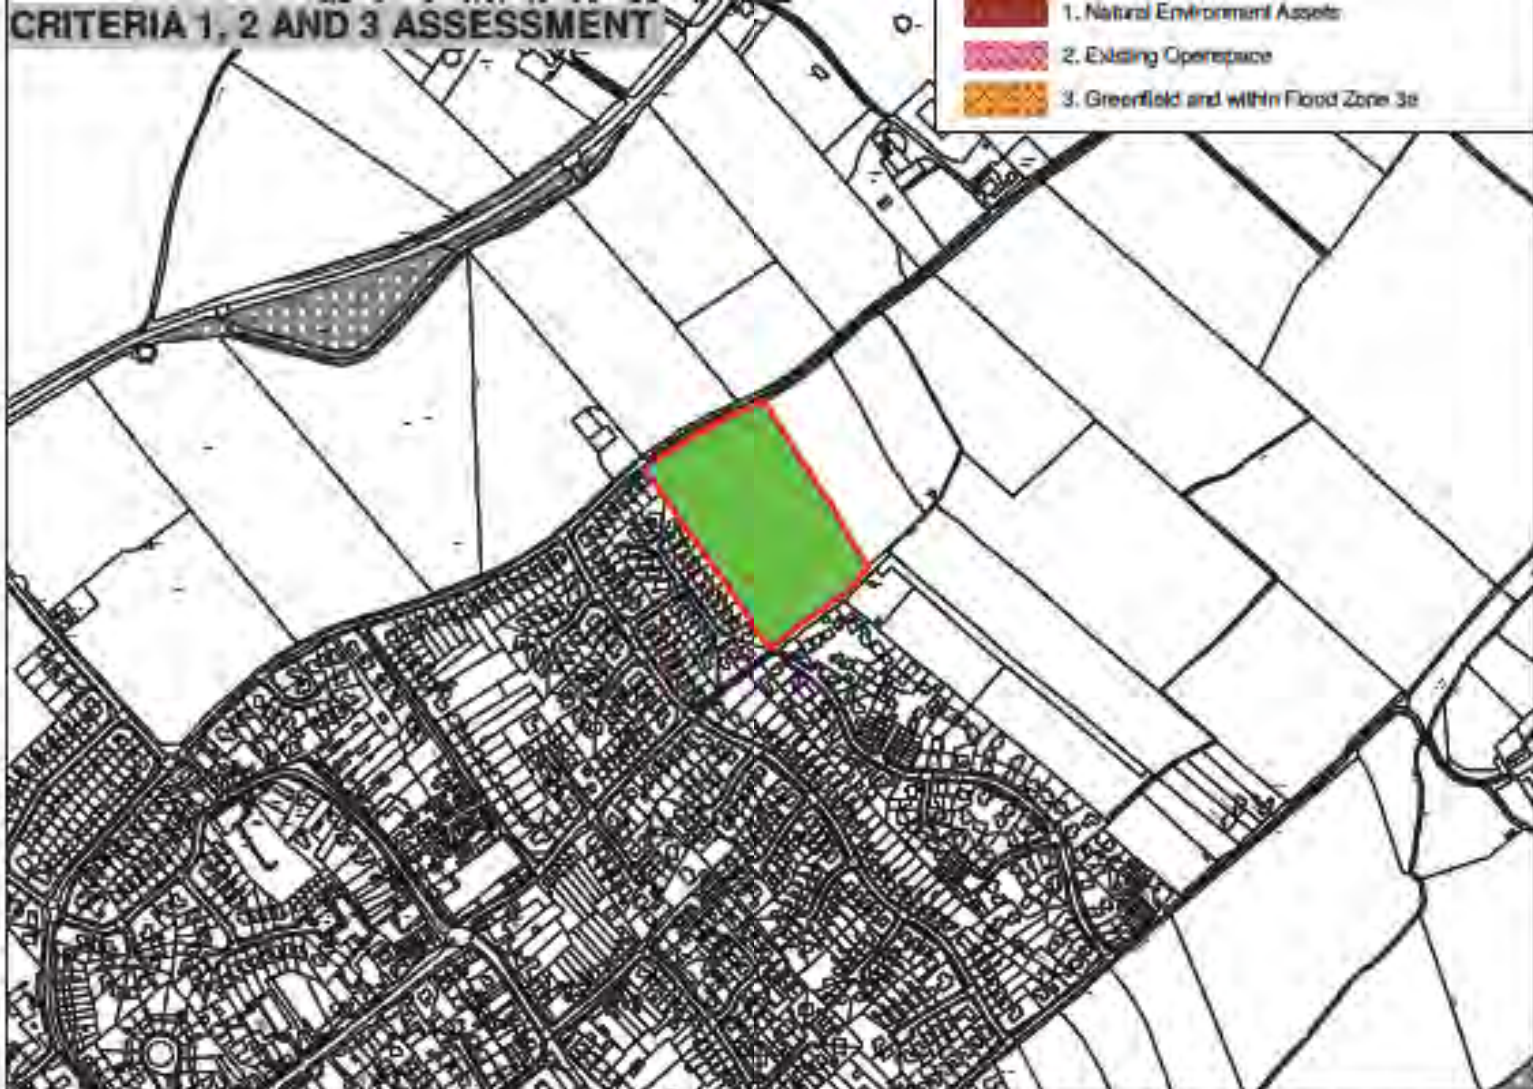 CRITERIA 1, 2 AND 3 ASSESSMENT
1. Natural Environment Assets
2. Existing Openspace
3. Greenfield and within Flood Zone 3a